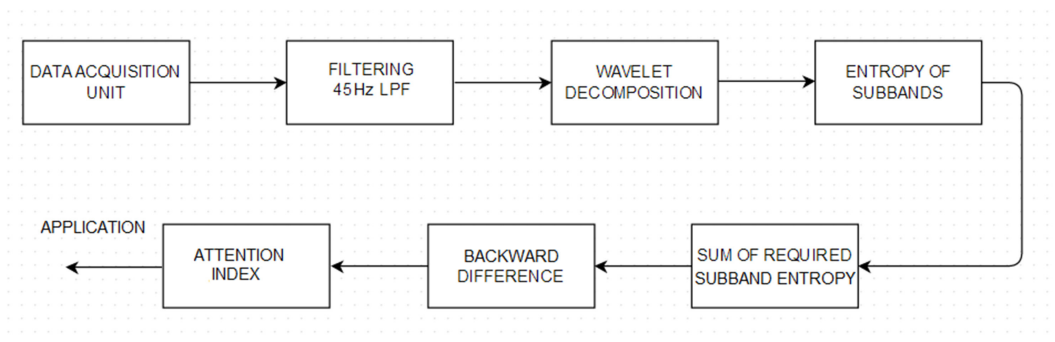 DATA ACQUISITION
UNIT
FILTERING
45Hz LPF
WAVELET
DECOMPOSITION
ENTROPY OF
SUBBANDS
APPLICATION
ATTENTION
INDEX
BACKWARD
DIFFERENCE
SUM OF REQUIRED
SUBBAND ENTROPY